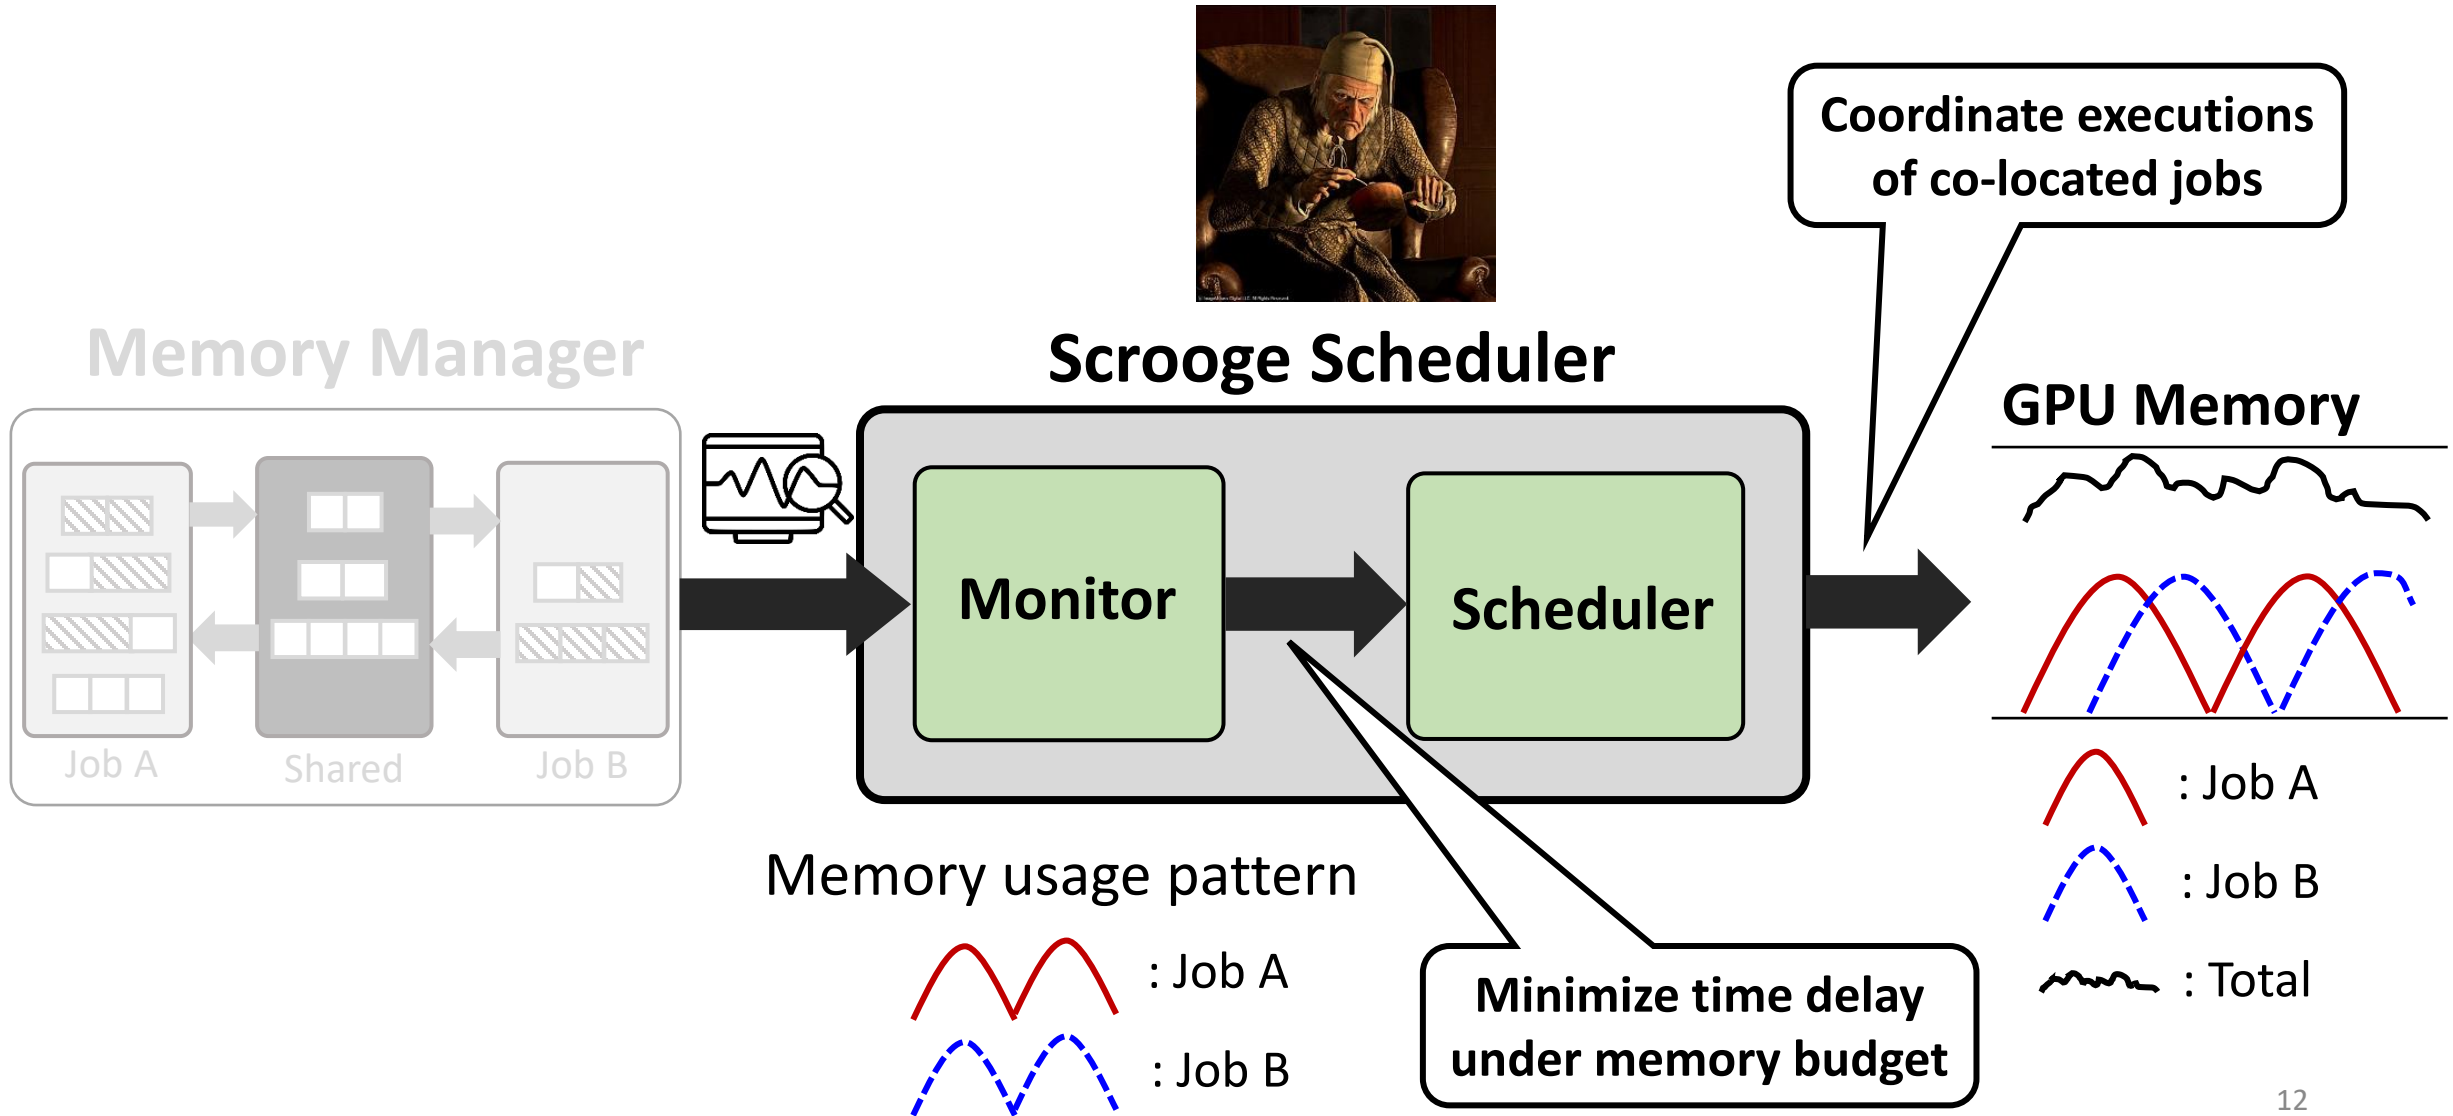 Coordinate executions
of co-located jobs
Memory Manager
Scrooge Scheduler
GPU Memory
Monitor
Scheduler
Job A
Shared
Job B
: Job A
: Job B
: Total
Memory usage pattern
: Job A
: Job B
Minimize time delay
under memory budget
12